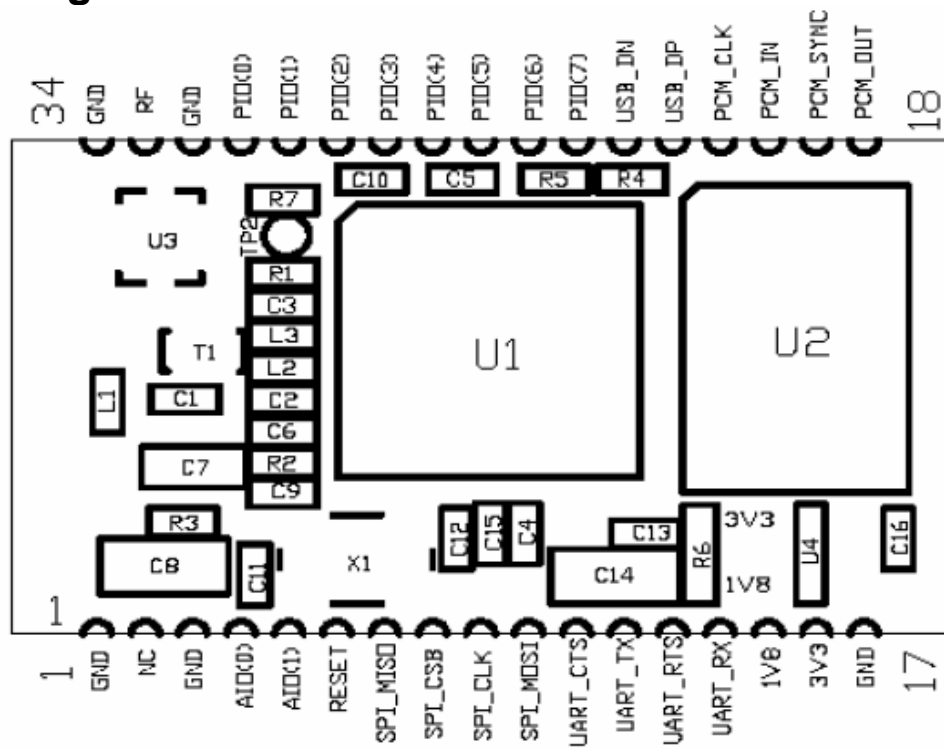 34 GND RF GND PIO(0) PIO(1) PIO(2) PIO(3) PIO(4) PIO(5) PIO(6) PIO(7) USB_DN USB_DP PCM_CLK PCM_IN PCM_SYNC PCM_OUT 18
C10 C5 R5 R4
R7
TP2
U3
R1
C3
L3
T1
U1
U2
L2
L1
C1
C2
C6
C7
R2
C9
R3
C12
C15
C4
C13
R6
3V3
U4
C16
C8
C11
X1
C14
1V8
1 GND NC GND AIO(0) AIO(1) RESET SPI_MISO SPI_CSB SPI_CLK SPI_MOSI UART_CTS UART_TX UART_RTS UART_RX 1V8 3V3 GND 17
1